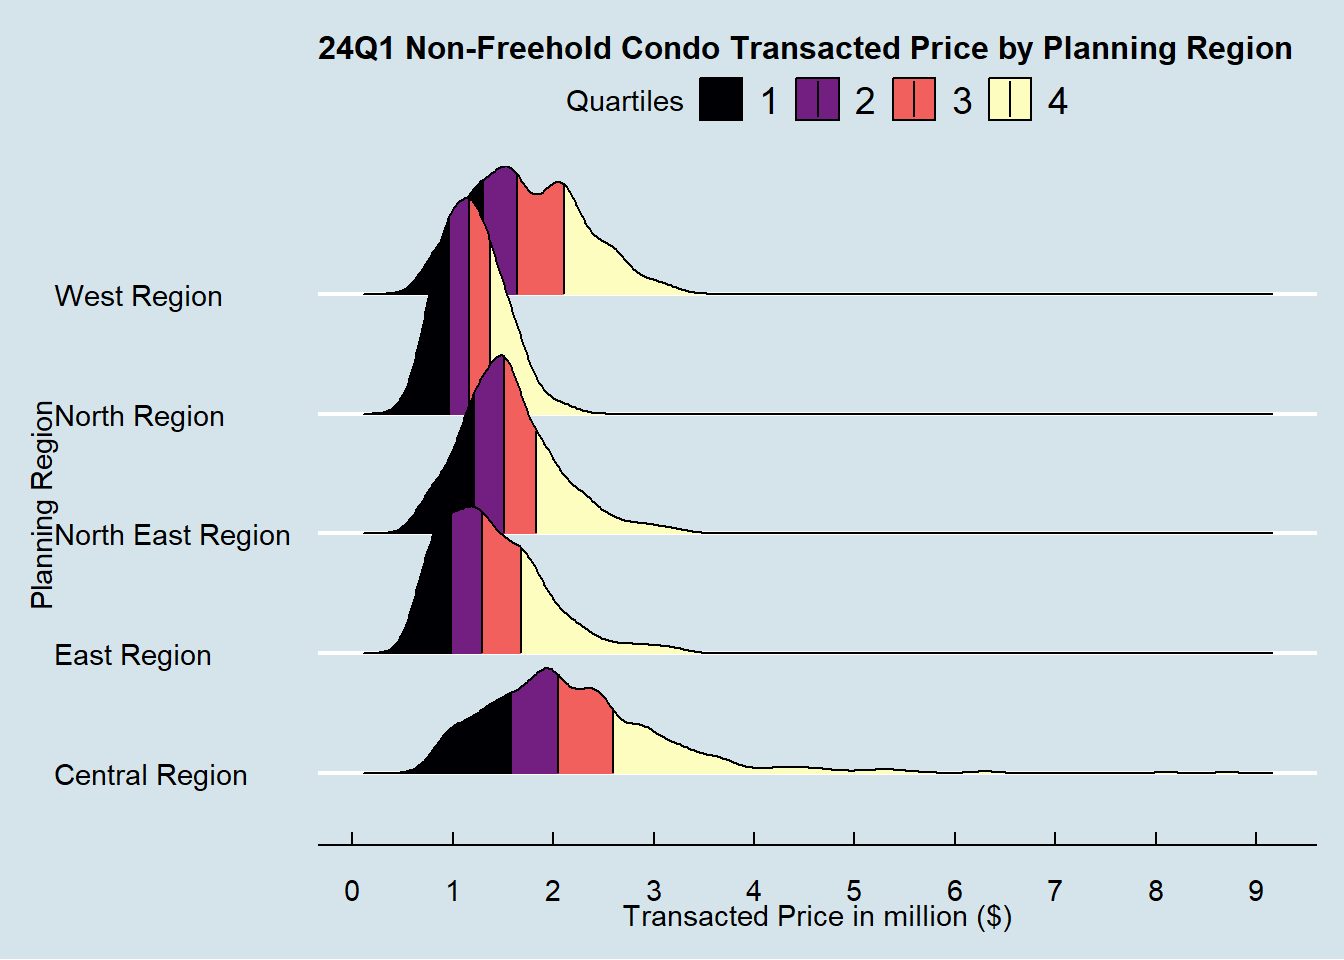 24Q1 Non-Freehold Condo Transacted Price by Planning Region
Quartiles 1 2 3 4
West Region
North Region
North East Region
East Region
Central Region
Planning Region
0 1 2 3 4 5 6 7 8 9
Transacted Price in million ($)